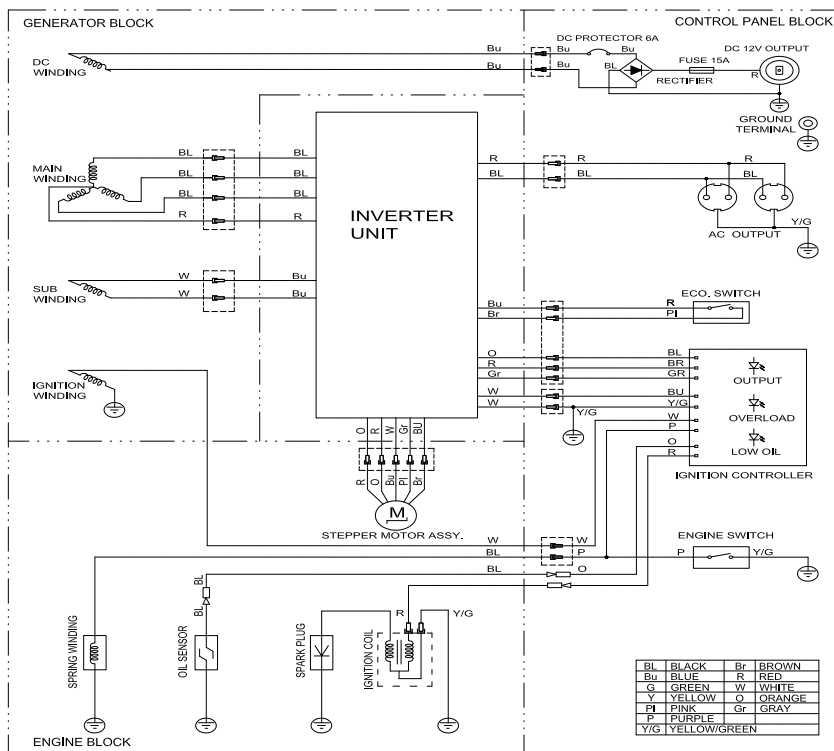 GENERATOR BLOCK
CONTROL PANEL BLOCK
DC WINDING
Bu
Bu
Bu
Bu
DC PROTECTOR 6A
Bu
BL
FUSE 15A
RECTIFIER
DC 12V OUTPUT
R
GROUND TERMINAL
MAIN WINDING
BL BL
BL BL
BL BL
R R
INVERTER UNIT
R R R
BL BL BL
AC OUTPUT
Y/G
SUB WINDING
W Bu
W Bu
Bu R
Br PI
ECO. SWITCH
IGNITION WINDING
O BL
R BR
Gr GR
W BU
W Y/G
Y/G
W
P
O
R
OUTPUT
OVERLOAD
LOW OIL
IGNITION CONTROLLER
O R W Gr BU
R O Bu PI Br
M
STEPPER MOTOR ASSY.
W W
BL P
BL O
ENGINE SWITCH
P Y/G
BL
BL
R Y/G
SPRING WINDING
OIL SENSOR
SPARK PLUG
IGNITION COIL
ENGINE BLOCK
BL BLACK Br BROWN
Bu BLUE R RED
G GREEN W WHITE
Y YELLOW O ORANGE
PI PINK Gr GRAY
P PURPLE
Y/G YELLOW/GREEN